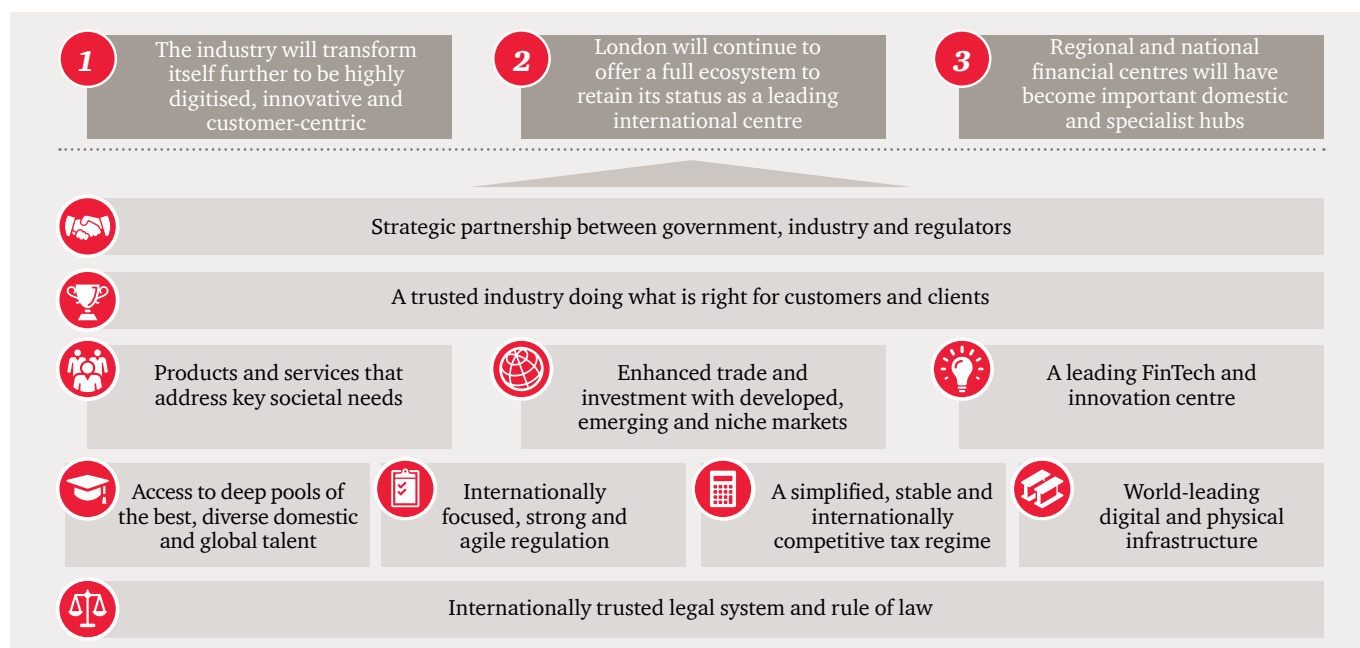 1
The industry will transform
itself further to be highly
digitised, innovative and
customer-centric
2
London will continue to
offer a full ecosystem to
retain its status as a leading
international centre
3
Regional and national
financial centres will have
become important domestic
and specialist hubs
Strategic partnership between government, industry and regulators
A trusted industry doing what is right for customers and clients
Products and services that
address key societal needs
Enhanced trade and
investment with developed,
emerging and niche markets
A leading FinTech and
innovation centre
Access to deep pools of
the best, diverse domestic
and global talent
Internationally
focused, strong and
agile regulation
A simplified, stable and
internationally
competitive tax regime
World-leading
digital and physical
infrastructure
Internationally trusted legal system and rule of law